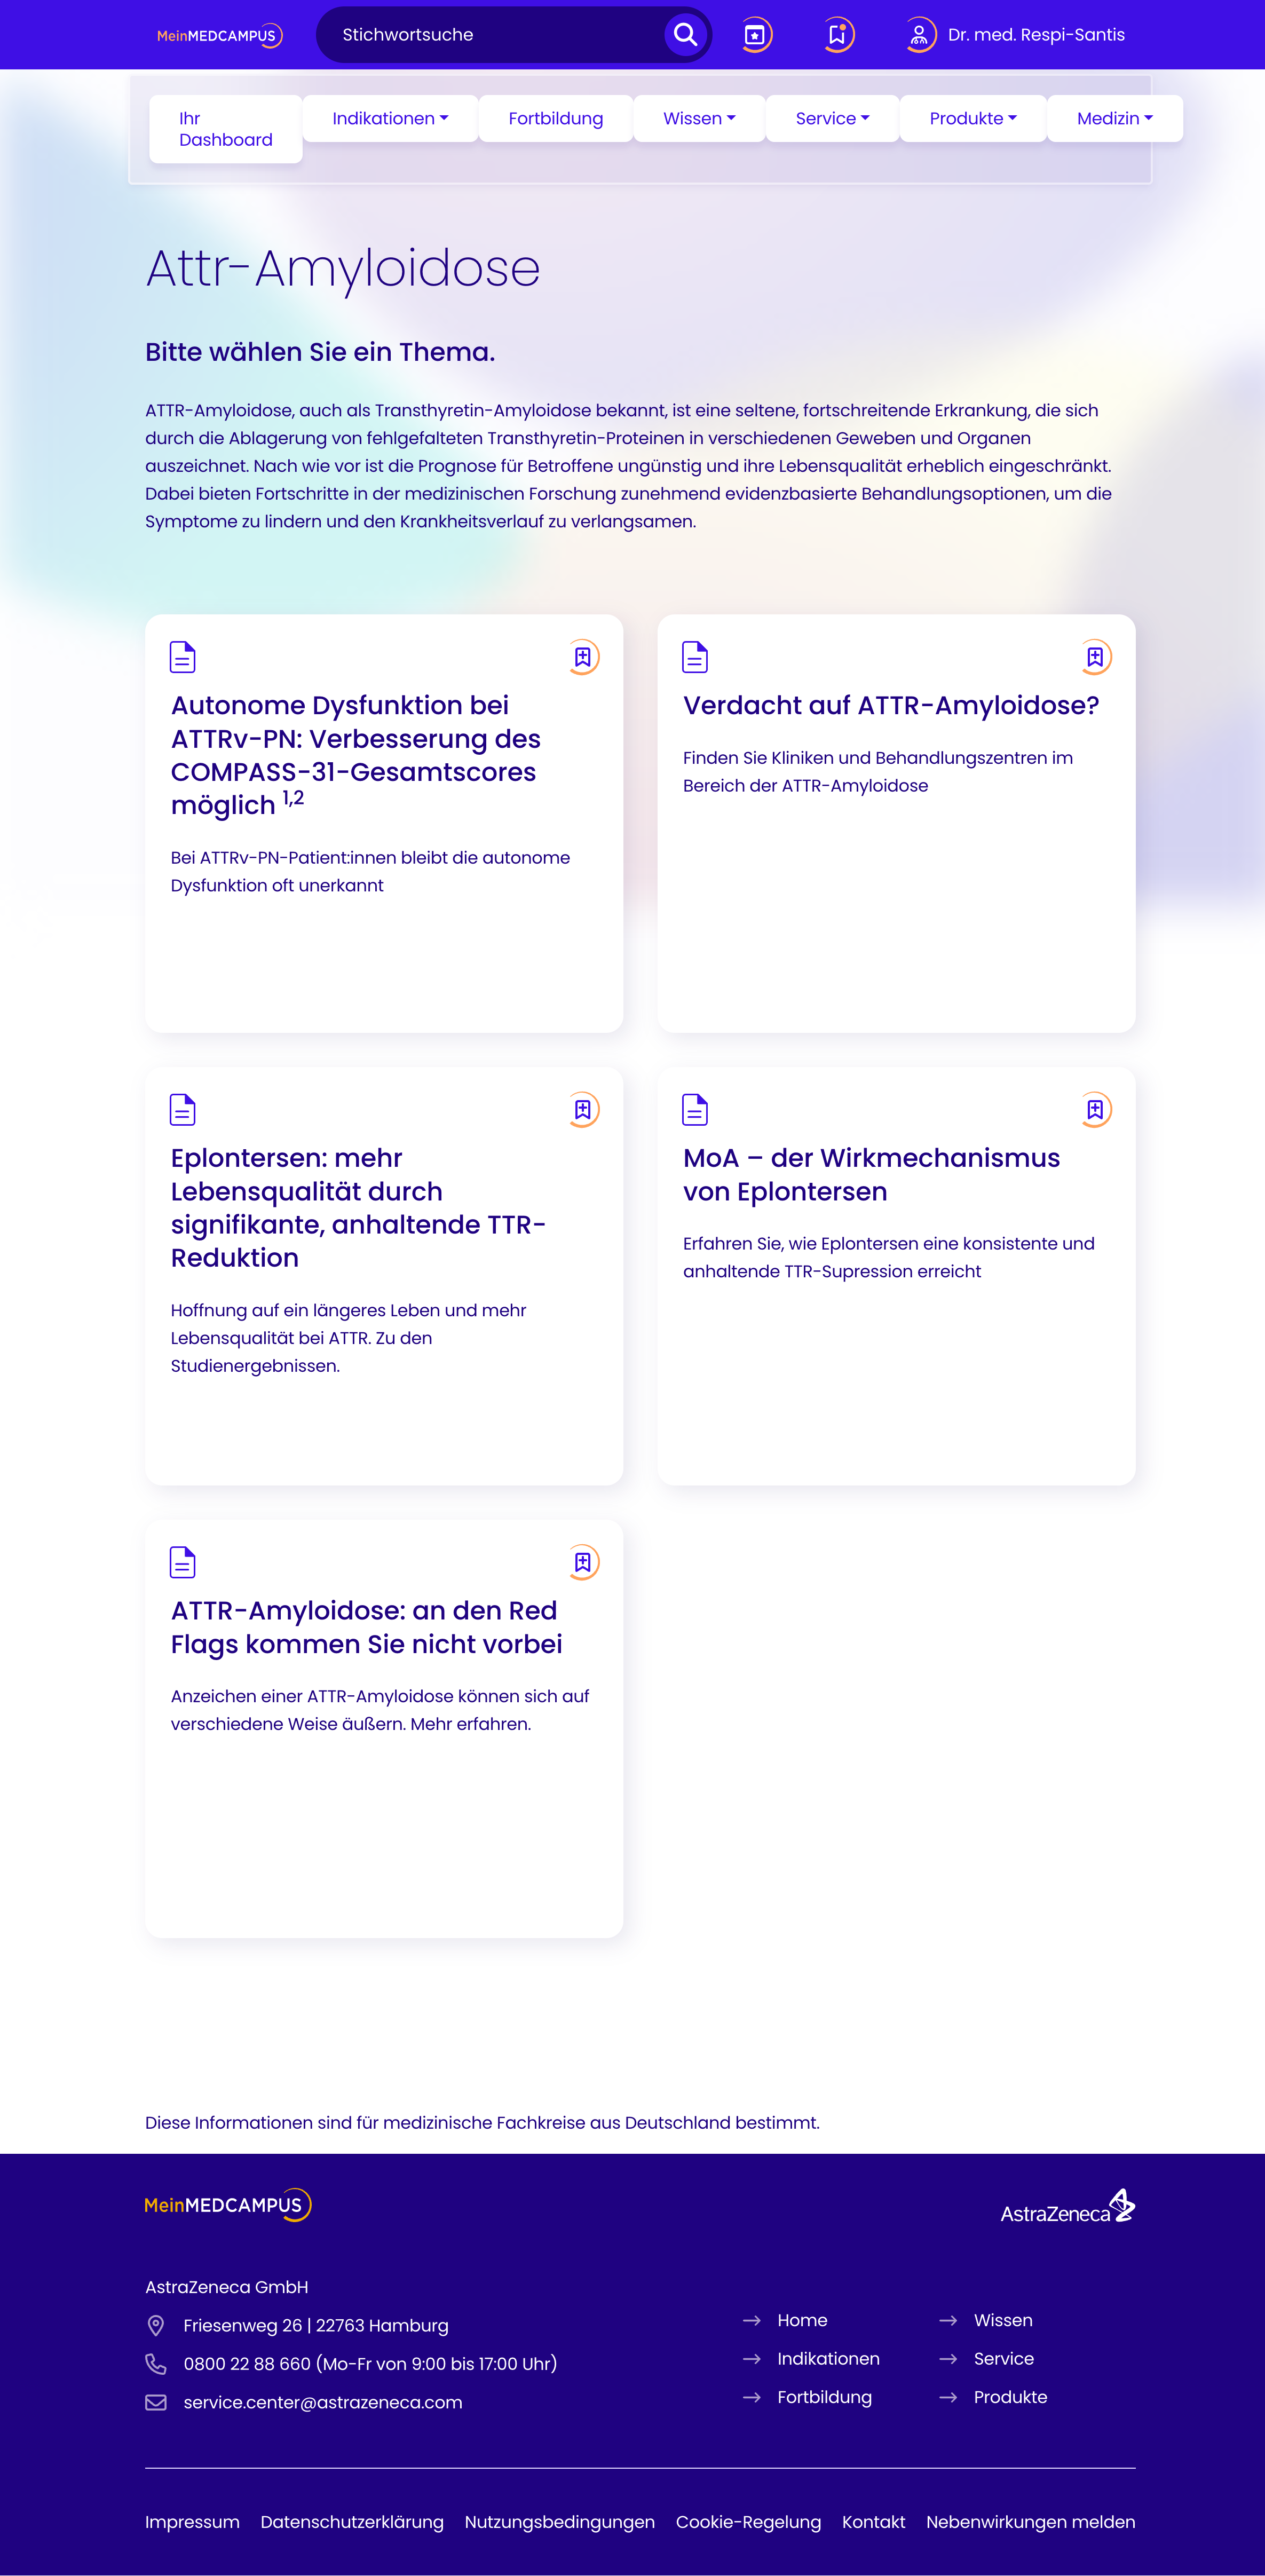 MeinMEDCAMPUS
Stichwortsuche
Dr. med. Respi-Santis
Ihr
Dashboard
Indikationen
Fortbildung
Wissen
Service
Produkte
Medizin
Attr-Amyloidose
Bitte wählen Sie ein Thema.
ATTR-Amyloidose, auch als Transthyretin-Amyloidose bekannt, ist eine seltene, fortschreitende Erkrankung, die sich
durch die Ablagerung von fehlgefalteten Transthyretin-Proteinen in verschiedenen Geweben und Organen
auszeichnet. Nach wie vor ist die Prognose für Betroffene ungünstig und ihre Lebensqualität erheblich eingeschränkt.
Dabei bieten Fortschritte in der medizinischen Forschung zunehmend evidenzbasierte Behandlungsoptionen, um die
Symptome zu lindern und den Krankheitsverlauf zu verlangsamen.
Autonome Dysfunktion bei
ATTRv-PN: Verbesserung des
COMPASS-31-Gesamtscores
möglich 1,2
Bei ATTRv-PN-Patient:innen bleibt die autonome
Dysfunktion oft unerkannt
Verdacht auf ATTR-Amyloidose?
Finden Sie Kliniken und Behandlungszentren im
Bereich der ATTR-Amyloidose
Eplontersen: mehr
Lebensqualität durch
signifikante, anhaltende TTR-
Reduktion
Hoffnung auf ein längeres Leben und mehr
Lebensqualität bei ATTR. Zu den
Studienergebnissen.
MoA – der Wirkmechanismus
von Eplontersen
Erfahren Sie, wie Eplontersen eine konsistente und
anhaltende TTR-Supression erreicht
ATTR-Amyloidose: an den Red
Flags kommen Sie nicht vorbei
Anzeichen einer ATTR-Amyloidose können sich auf
verschiedene Weise äußern. Mehr erfahren.
Diese Informationen sind für medizinische Fachkreise aus Deutschland bestimmt.
MeinMEDCAMPUS
AstraZeneca
AstraZeneca GmbH
Friesenweg 26 | 22763 Hamburg
0800 22 88 660 (Mo-Fr von 9:00 bis 17:00 Uhr)
service.center@astrazeneca.com
Home
Indikationen
Fortbildung
Wissen
Service
Produkte
Impressum
Datenschutzerklärung
Nutzungsbedingungen
Cookie-Regelung
Kontakt
Nebenwirkungen melden